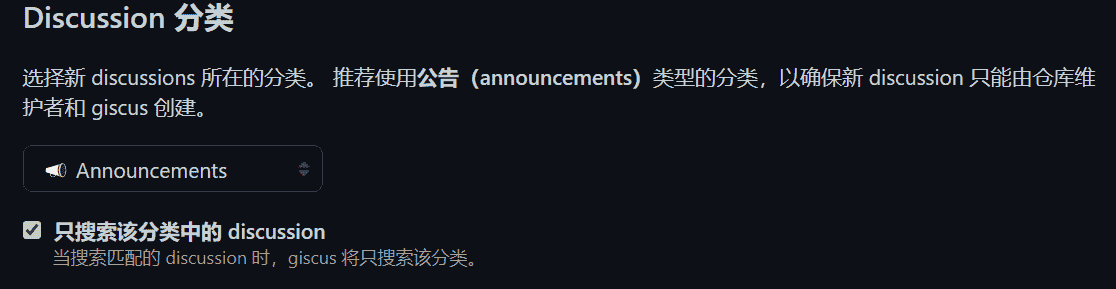 Discussion 分类
选择新 discussions 所在的分类。 推荐使用公告（announcements）类型的分类，以确保新 discussion 只能由仓库维
护者和 giscus 创建。
Announcements
只搜索该分类中的 discussion
当搜索匹配的 discussion 时，giscus 将只搜索该分类。